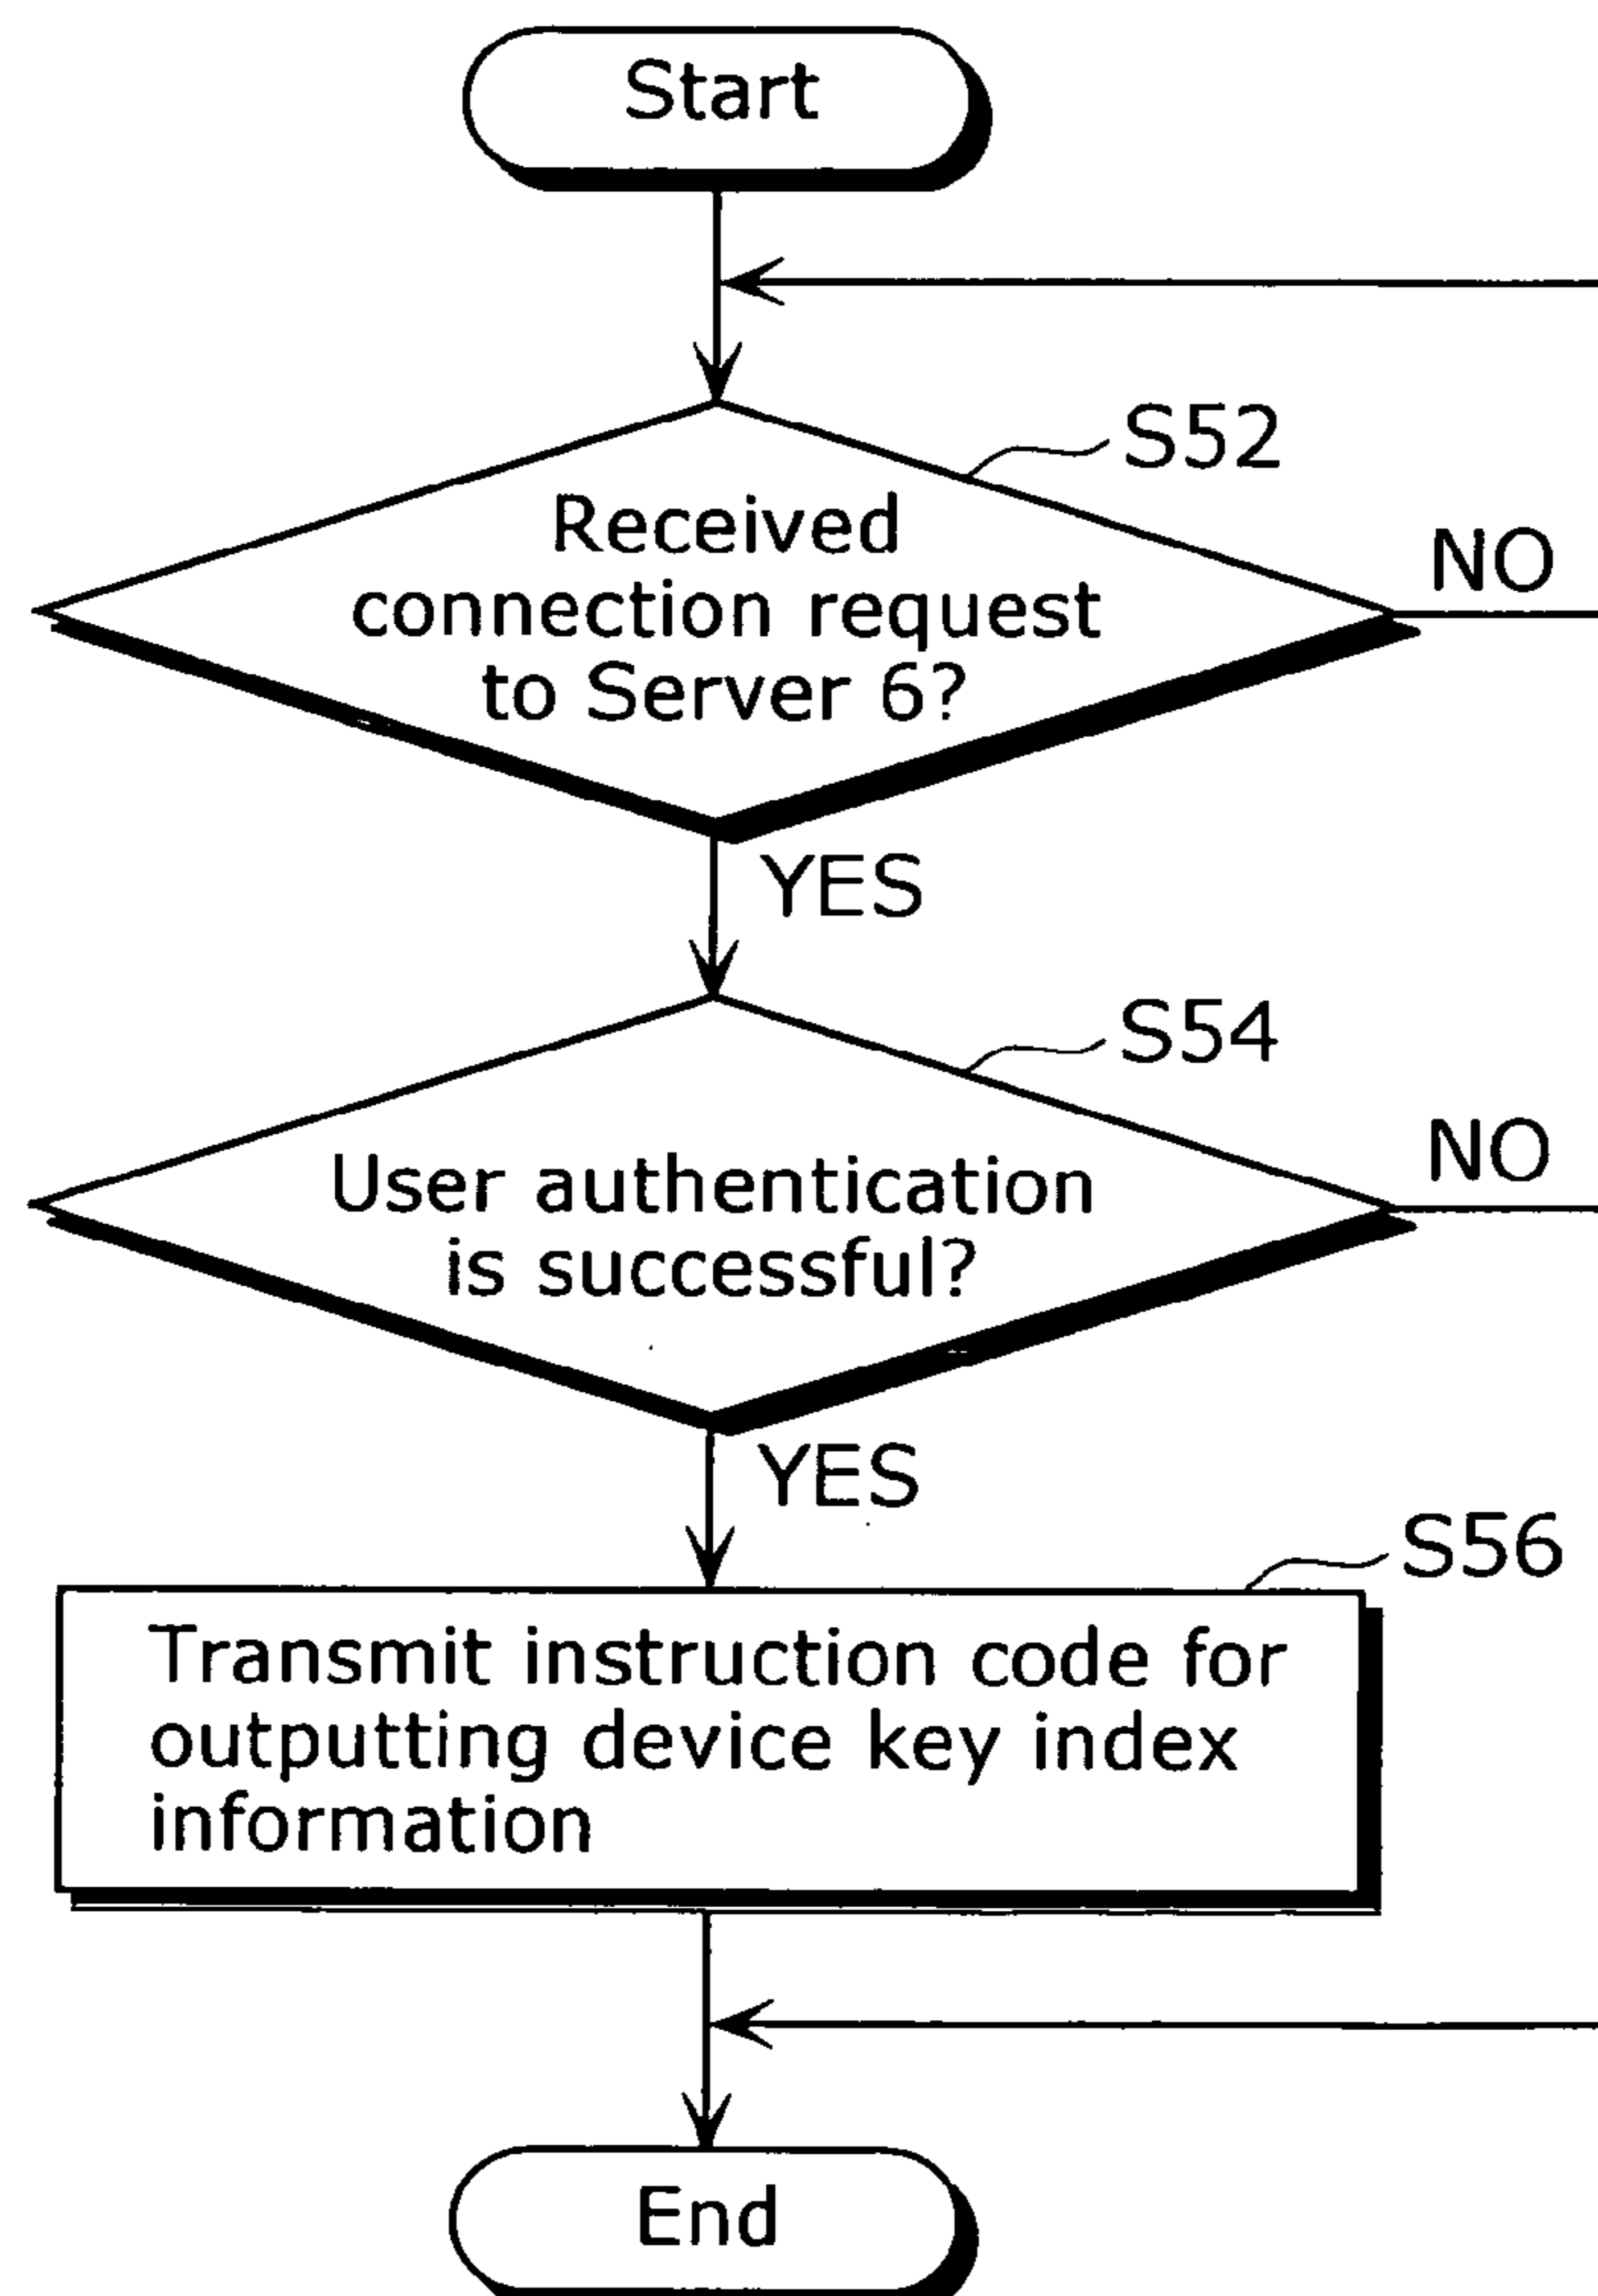 Start
S52
Received
connection request
to Server 6?
NO
YES
S54
User authentication
is successful?
NO
YES
S56
Transmit instruction code for
outputting device key index
information
End